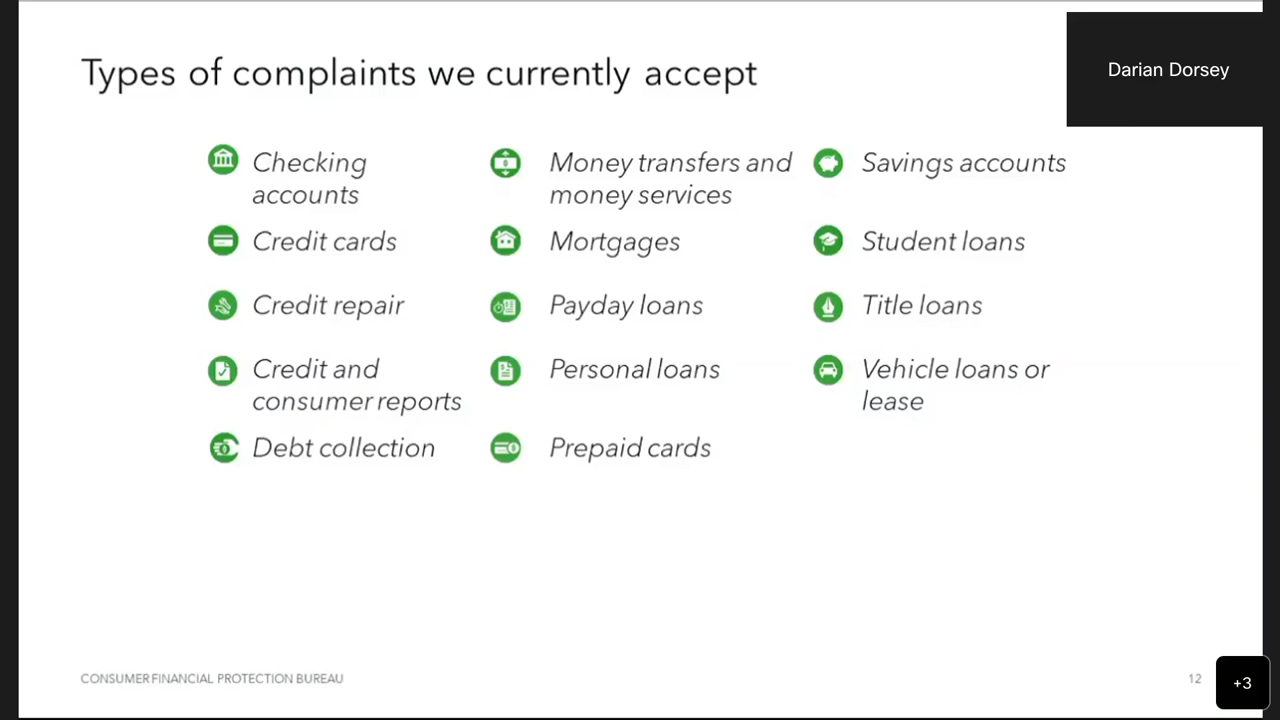 Types of complaints we currently accept
Darian Dorsey
Checking
accounts
Credit cards
Credit repair
Credit and
consumer reports
Debt collection
Money transfers and
money services
Mortgages
Payday loans
Personal loans
Prepaid cards
Savings accounts
Student loans
Title loans
Vehicle loans or
lease
CONSUMER FINANCIAL PROTECTION BUREAU
12
+3